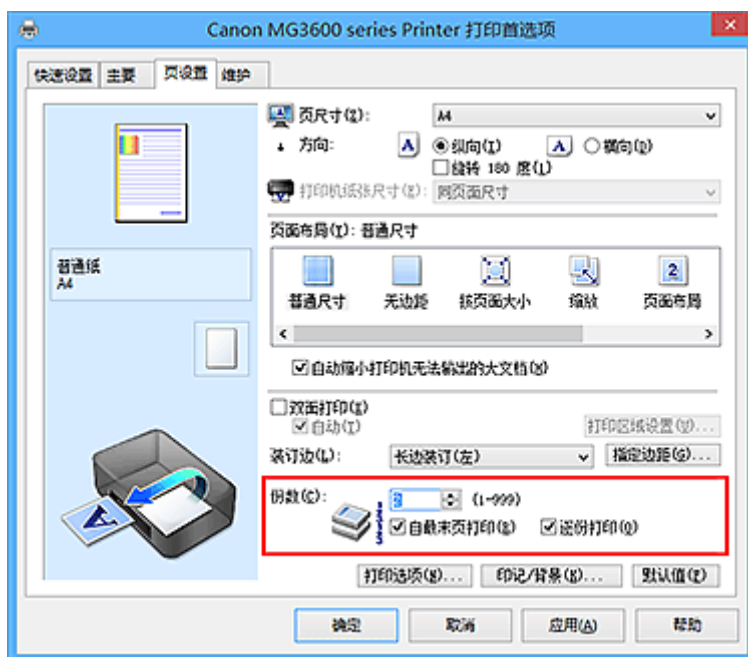 Canon MG3600 series Printer 打印首选项
快速设置 主要 页设置 维护
页尺寸(Z): A4
方向: A 纵向(I) A 横向(D)
旋转 180 度(L)
打印机纸张尺寸(E): 同页面尺寸
页面布局(Y): 普通尺寸
普通纸
A4
2
普通尺寸 无边距 按页面大小 缩放 页面布局
自动缩小打印机无法输出的大文档(N)
双面打印(X)
自动(T)
打印区域设置(W)...
装订边(L): 长边装订(左) 指定边距(G)...
份数(C): (1-999)
自最末页打印(E) 逐份打印(O)
A
打印选项(S)... 印记/背景(K)... 默认值(F)
确定 取消 应用(A) 帮助